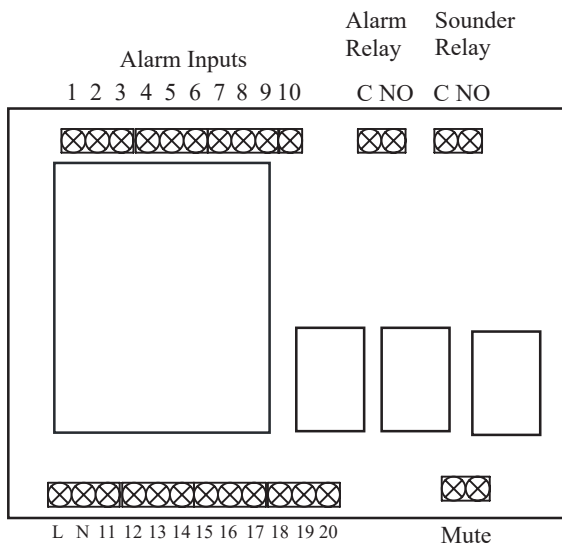 Alarm Relay
Sounder Relay
Alarm Inputs
1 2 3 4 5 6 7 8 9 10
C NO
C NO
L N 11 12 13 14 15 16 17 18 19 20
Mute